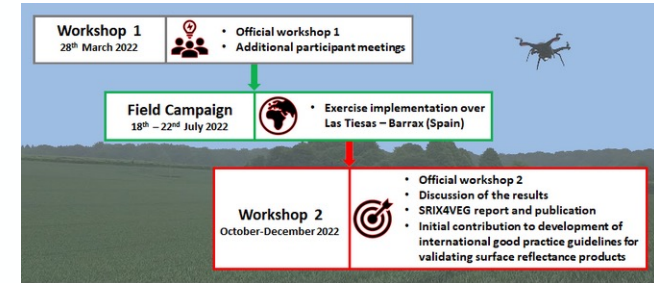 Workshop 1
28th March 2022
• Official workshop 1
• Additional participant meetings
Field Campaign
18th – 22nd July 2022
• Exercise implementation over
Las Tiesas – Barrax (Spain)
Workshop 2
October-December 2022
• Official workshop 2
• Discussion of the results
• SRIX4VEG report and publication
• Initial contribution to development of
international good practice guidelines for
validating surface reflectance products